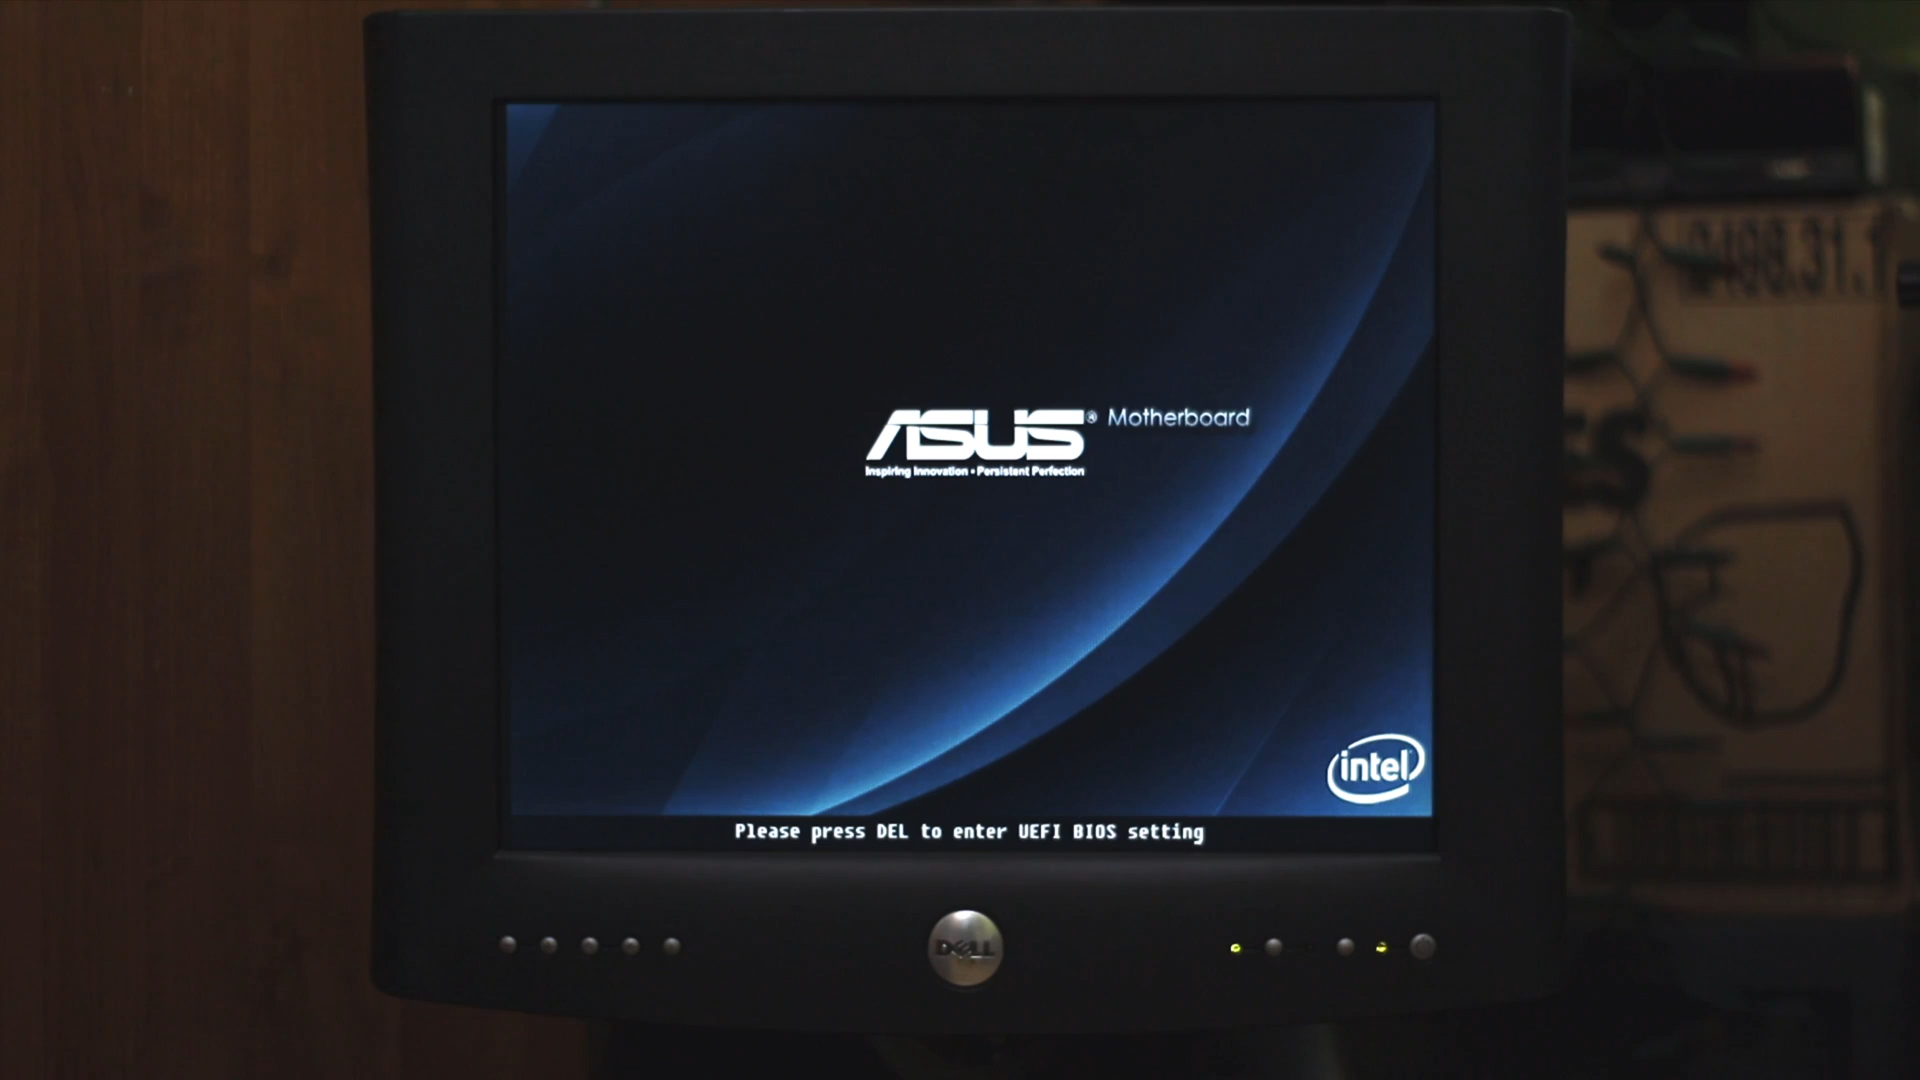 ASUS® Motherboard
Inspiring Innovation • Persistent Perfection
intel
Please press DEL to enter UEFI BIOS setting
DELL